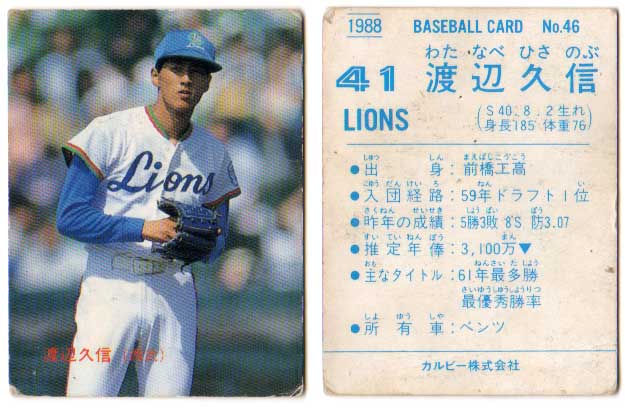 Lions
渡辺久信 (投手)
1988 BASEBALL CARD No.46
わた なべ ひさ のぶ
41 渡辺久信
LIONS
(S40.8.2生れ
身長185 体重76)
しゅつ しん まえばしこうこう
●出身:前橋工高
にゅう だん けい ろ ねん い
●入団経路:59年ドラフト1位
さくねん せいせき しょう ぱい ぼう
●昨年の成績:5勝3敗 8'S 防3.07
すい てい ねん ぽう まん
●推定年俸:3,100万▼
おも ねんさい た しょう
●主なタイトル:61年最多勝
さいゆうしゅうしょうりつ
最優秀勝率
しょ ゆう しゃ
●所有車:ベンツ
カルビー株式会社